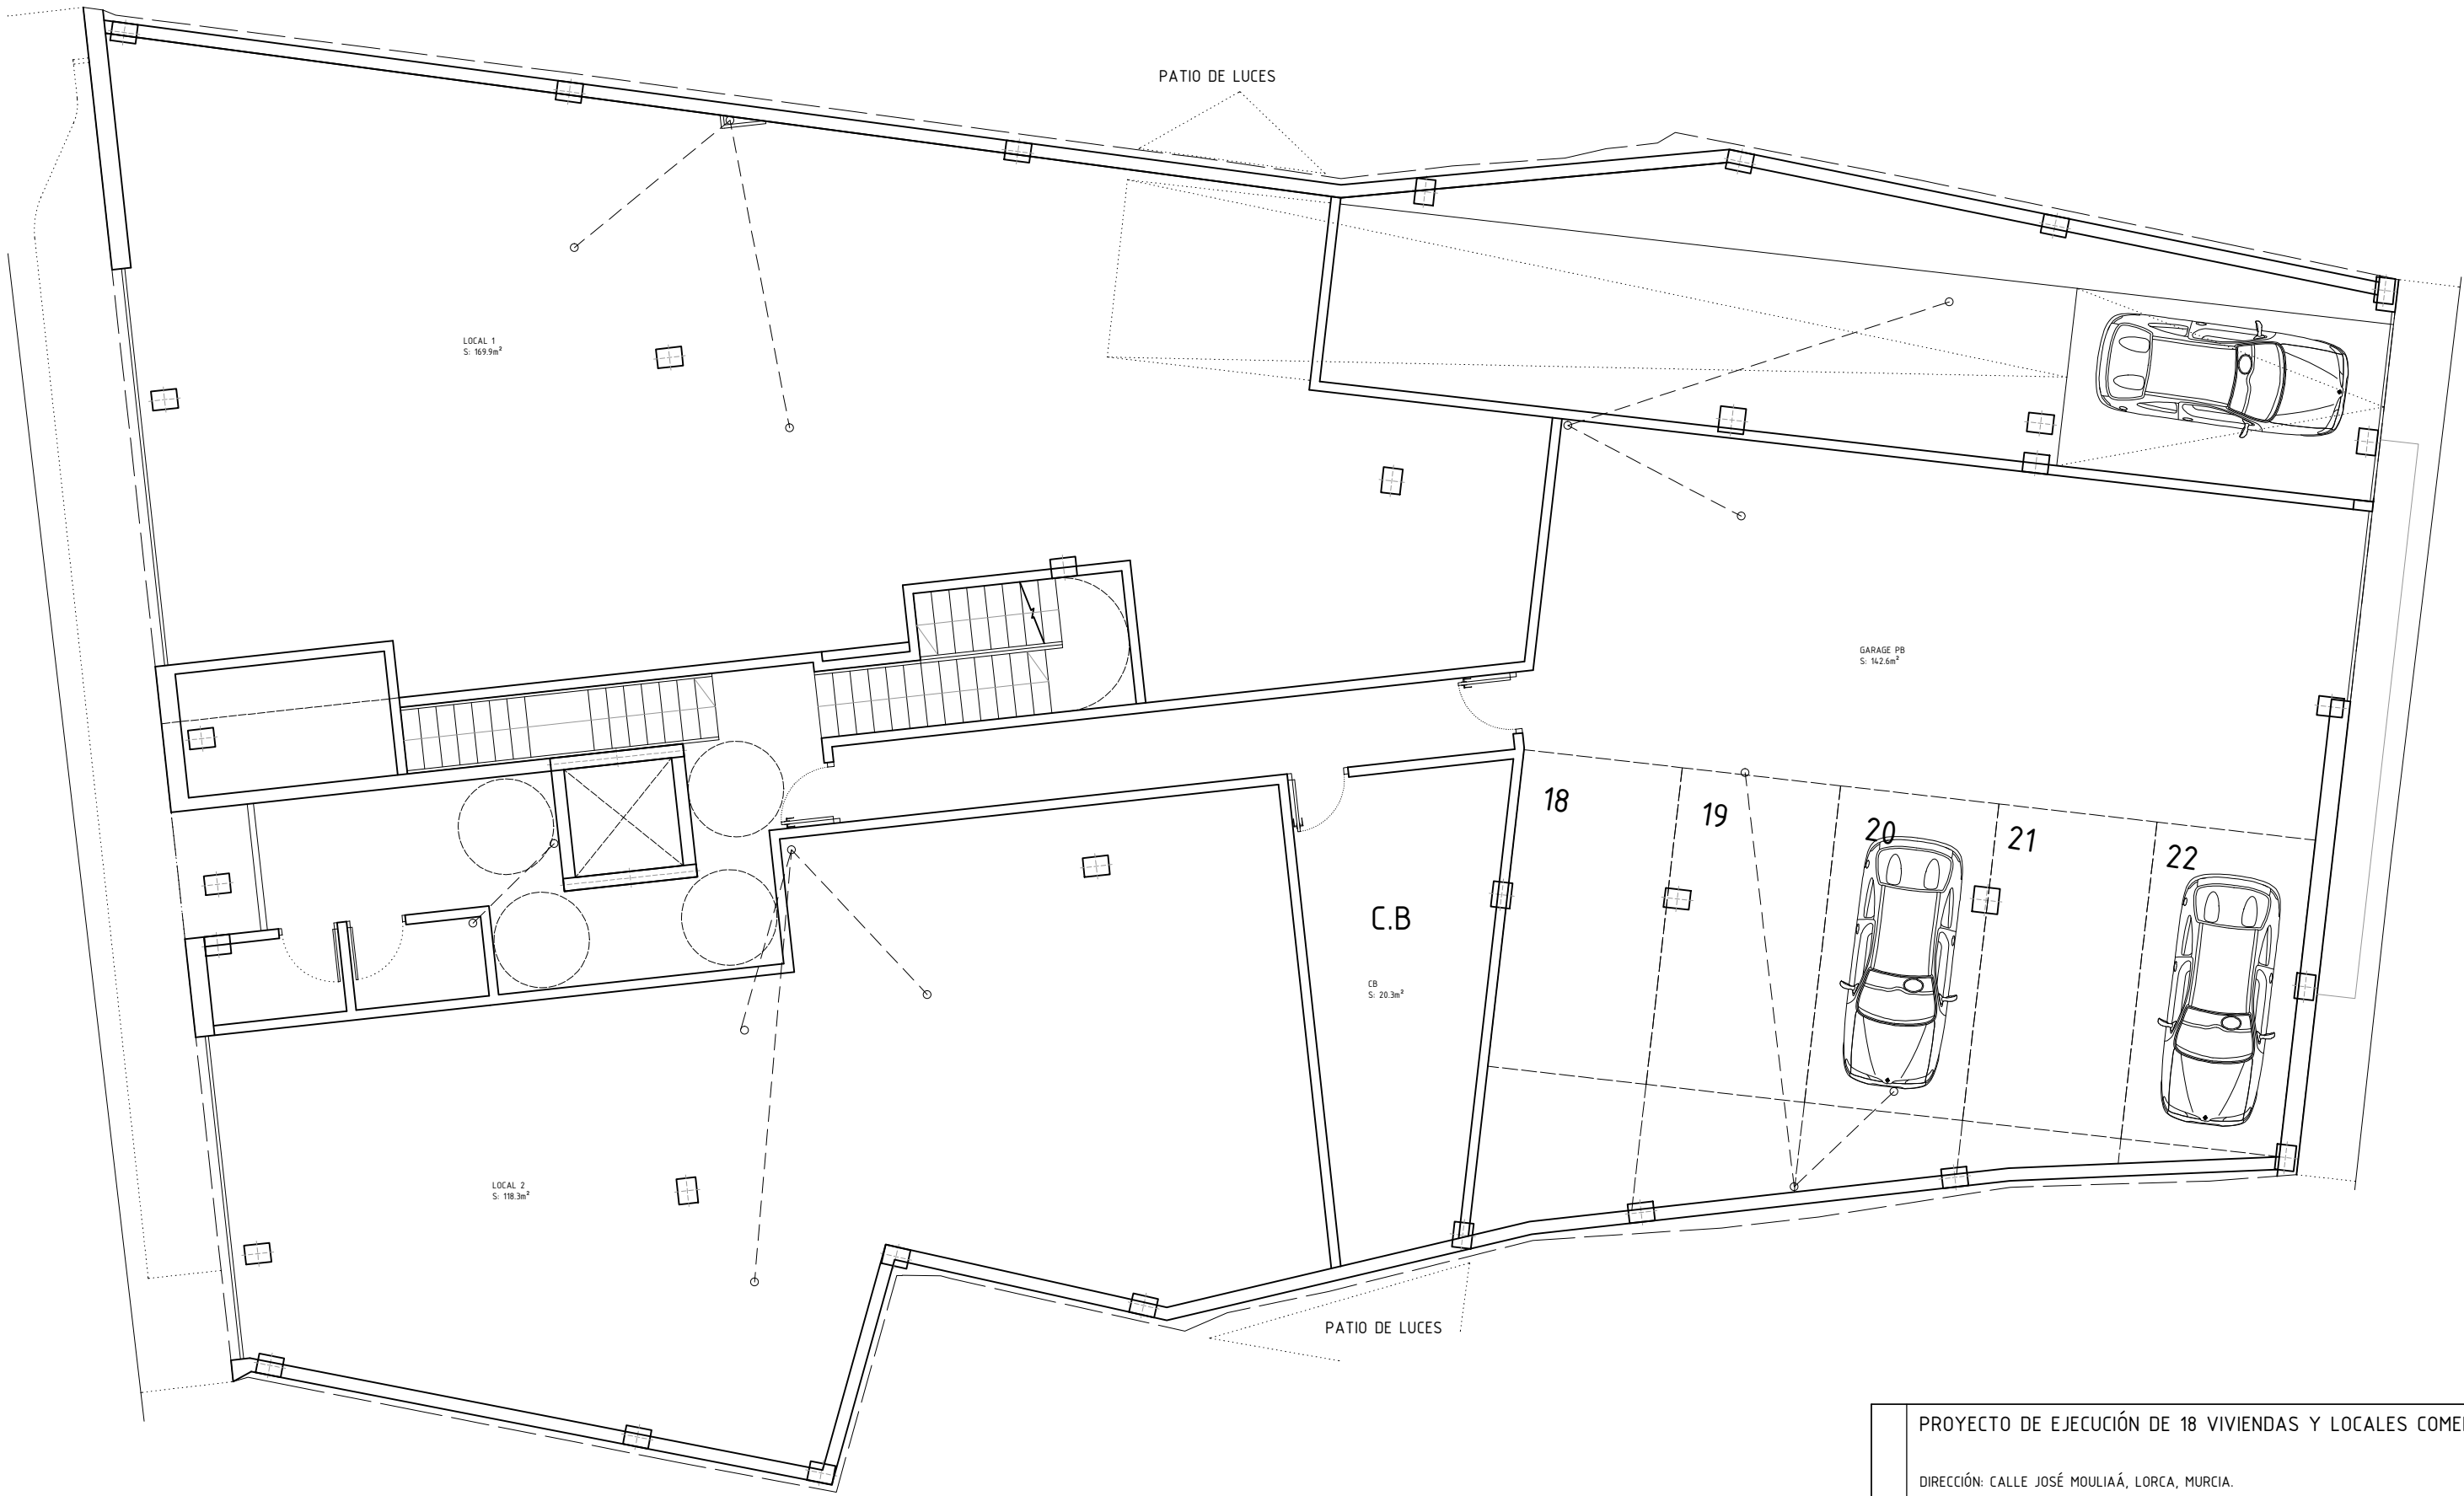 PATIO DE LUCES
LOCAL 1
S: 169.9m²
GARAGE PB
S: 142.6m²
18
19
20
21
22
C.B
CB
S: 20.3m²
LOCAL 2
S: 118.3m²
PATIO DE LUCES
PROYECTO DE EJECUCIÓN DE 18 VIVIENDAS Y LOCALES
DIRECCIÓN: CALLE JOSÉ MOULIAÁ, LORCA, MURCIA.